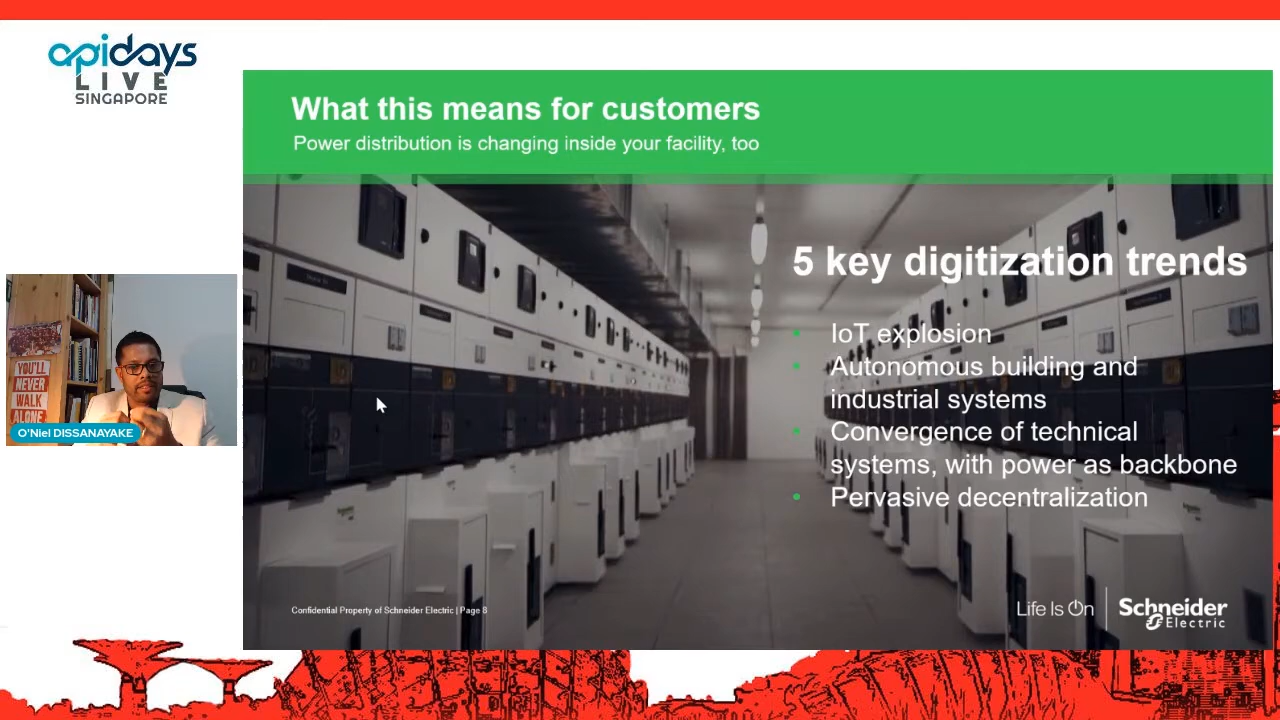 apidays
LIVE
SINGAPORE
What this means for customers
Power distribution is changing inside your facility, too
5 key digitization trends
IoT explosion
Autonomous building and
industrial systems
Convergence of technical
systems, with power as backbone
Pervasive decentralization
YOU'LL
NEVER
WALK
ALONE
O'Niel DISSANAYAKE
Confidential Property of Schneider Electric | Page 8
Life Is On
Schneider
Electric